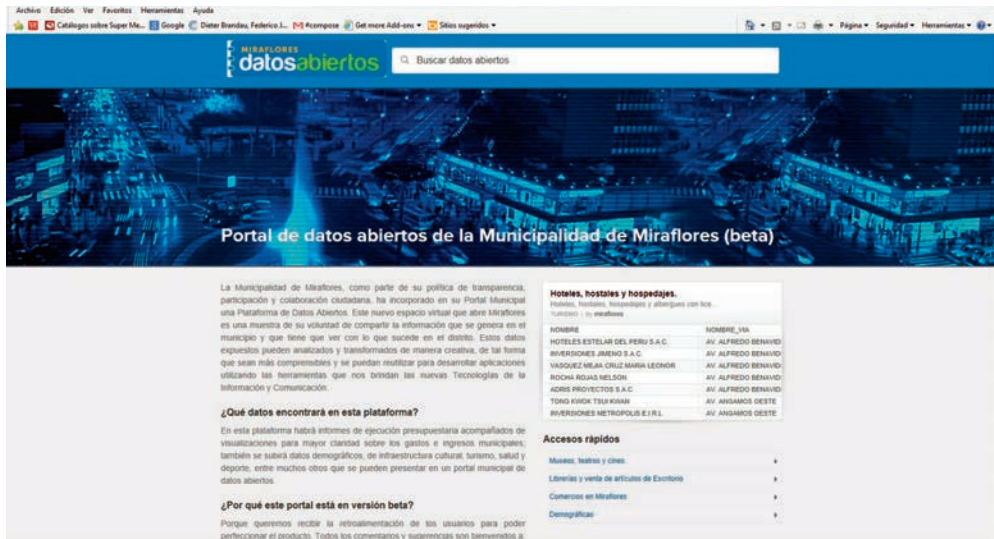 Archivo Edición Ver Favoritos Herramientas Ayuda
Catálogos sobre Super Me... Google Dieter Brandau, Federico J... #compose Get more Add-ons Sitios sugeridos Página Seguridad Herramientas
MIRAFLORES
datosabiertos
Buscar datos abiertos
Portal de datos abiertos de la Municipalidad de Miraflores (beta)
La Municipalidad de Miraflores, como parte de su política de transparencia,
participación y colaboración ciudadana, ha incorporado en su Portal Municipal
una Plataforma de Datos Abiertos. Este nuevo espacio virtual que abre Miraflores
es una muestra de su voluntad de compartir la información que se genera en el
municipio y que tiene que ver con lo que sucede en el distrito. Estos datos
expuestos pueden analizados y transformados de manera creativa, de tal forma
que sean más comprensibles y se puedan reutilizar para desarrollar aplicaciones
utilizando las herramientas que nos brindan las nuevas Tecnologías de la
Información y Comunicación.
¿Qué datos encontrará en esta plataforma?
En esta plataforma habrá informes de ejecución presupuestaria acompañados de
visualizaciones para mayor claridad sobre los gastos e ingresos municipales;
también se subirá datos demográficos, de infraestructura cultural, turismo, salud y
deporte, entre muchos otros que se pueden presentar en un portal municipal de
datos abiertos.
¿Por qué este portal está en versión beta?
Porque queremos recibir la retroalimentación de los usuarios para poder
perfeccionar el producto. Todos los comentarios y sugerencias son bienvenidos a
Hoteles, hostales y hospedajes.
Hoteles, hostales, hospedajes y albergues con lice...
TURISMO | by miraflores
NOMBRE NOMBRE_VIA
HOTELES ESTELAR DEL PERU S.A.C. AV. ALFREDO BENAVID
INVERSIONES JIMENO S.A.C. AV. ALFREDO BENAVID
VASQUEZ MEJIA CRUZ MARIA LEONOR AV. ALFREDO BENAVID
ROCHA ROJAS NELSON AV. ALFREDO BENAVID
ADRIS PROYECTOS S.A.C AV. ALFREDO BENAVID
TONG KWOK TSUI KWAN AV. ANGAMOS OESTE
INVERSIONES METROPOLIS E.I.R.L AV. ANGAMOS OESTE
Accesos rápidos
Museos, teatros y cines.
Librerías y venta de artículos de Escritorio
Comercios en Miraflores
Demográficas